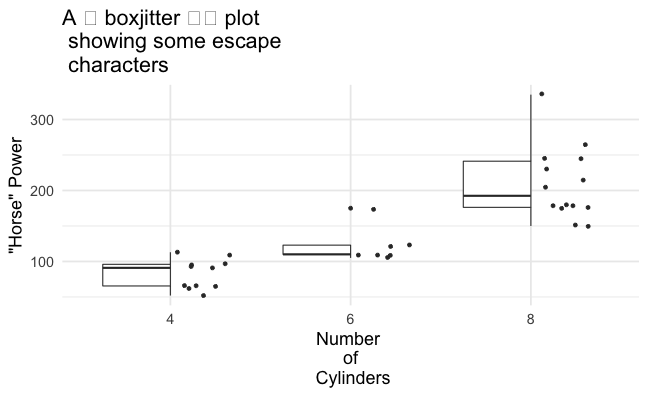 A □ boxjitter □□ plot
showing some escape
characters
300
200
100
"Horse" Power
4 6 8
Number
of
Cylinders